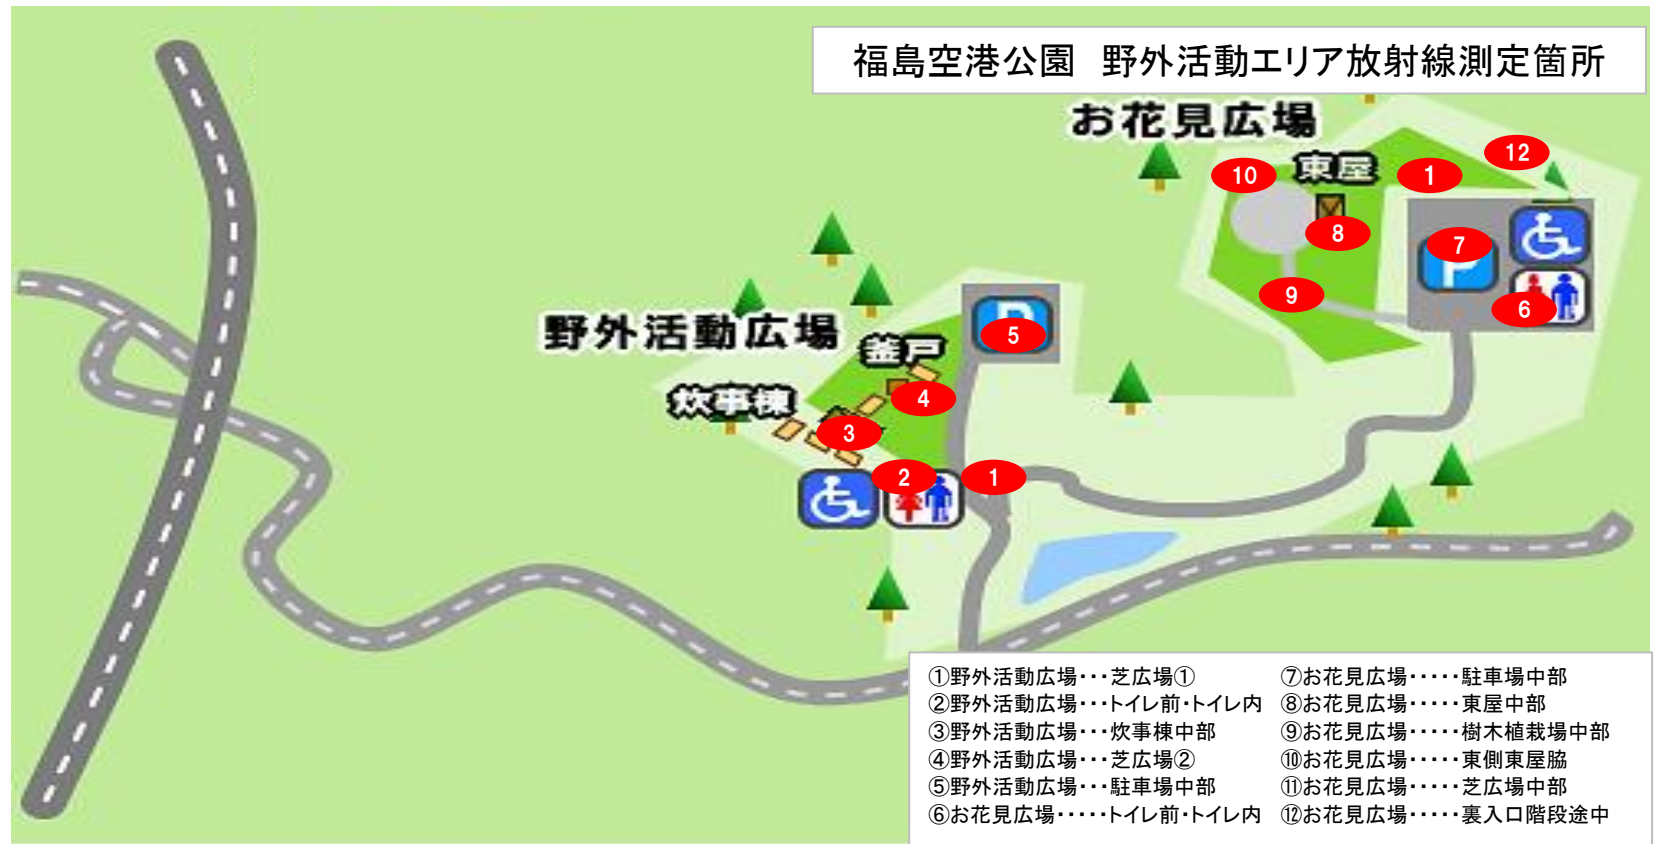 福島空港公園　野外活動エリア放射線測定箇所
お花見広場
12
10
東屋
1
8
7
P
9
6
野外活動広場
5
釜戸
炊事棟
4
3
2
1
①野外活動広場・・・芝広場①
②野外活動広場・・・トイレ前・トイレ内
③野外活動広場・・・炊事棟中部
④野外活動広場・・・芝広場②
⑤野外活動広場・・・駐車場中部
⑥お花見広場・・・・・トイレ前・トイレ内
⑦お花見広場・・・・・駐車場中部
⑧お花見広場・・・・・東屋中部
⑨お花見広場・・・・・樹木植栽場中部
⑩お花見広場・・・・・東側東屋脇
⑪お花見広場・・・・・芝広場中部
⑫お花見広場・・・・・裏入口階段途中